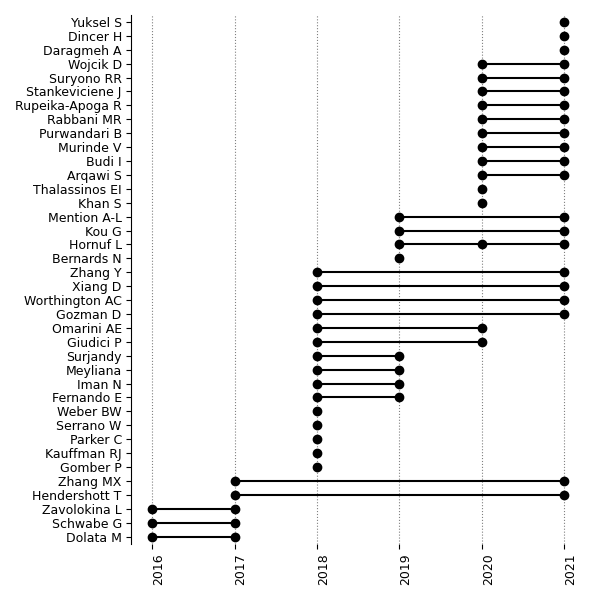 Yuksel S
Dincer H
Daragmeh A
Wojcik D
Suryono RR
Stankeviciene J
Rupeika-Apoga R
Rabbani MR
Purwandari B
Murinde V
Budi I
Arqawi S
Thalassinos EI
Khan S
Mention A-L
Kou G
Hornuf L
Bernards N
Zhang Y
Xiang D
Worthington AC
Gozman D
Omarini AE
Giudici P
Surjandy
Meyliana
Iman N
Fernando E
Weber BW
Serrano W
Parker C
Kauffman RJ
Gomber P
Zhang MX
Hendershott T
Zavolokina L
Schwabe G
Dolata M
2016
2017
2018
2019
2020
2021